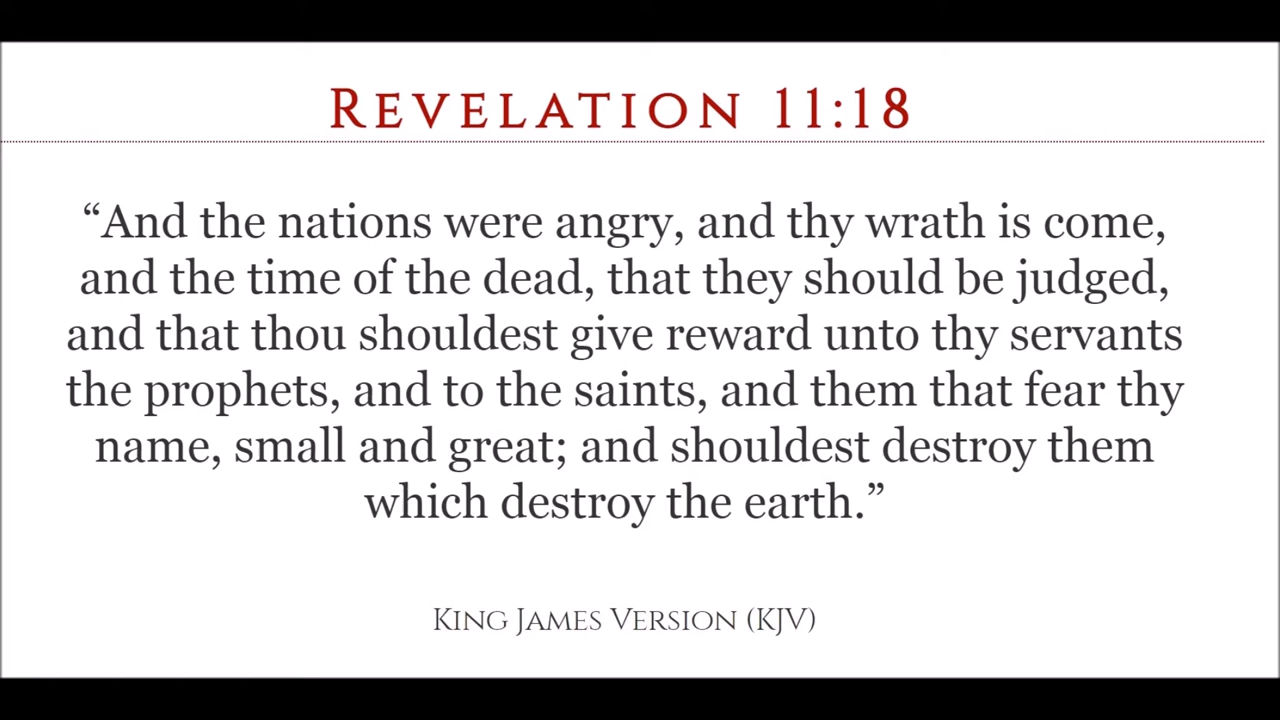 Revelation 11:18
“And the nations were angry, and thy wrath is come,
and the time of the dead, that they should be judged,
and that thou shouldest give reward unto thy servants
the prophets, and to the saints, and them that fear thy
name, small and great; and shouldest destroy them
which destroy the earth.”
King James Version (KJV)